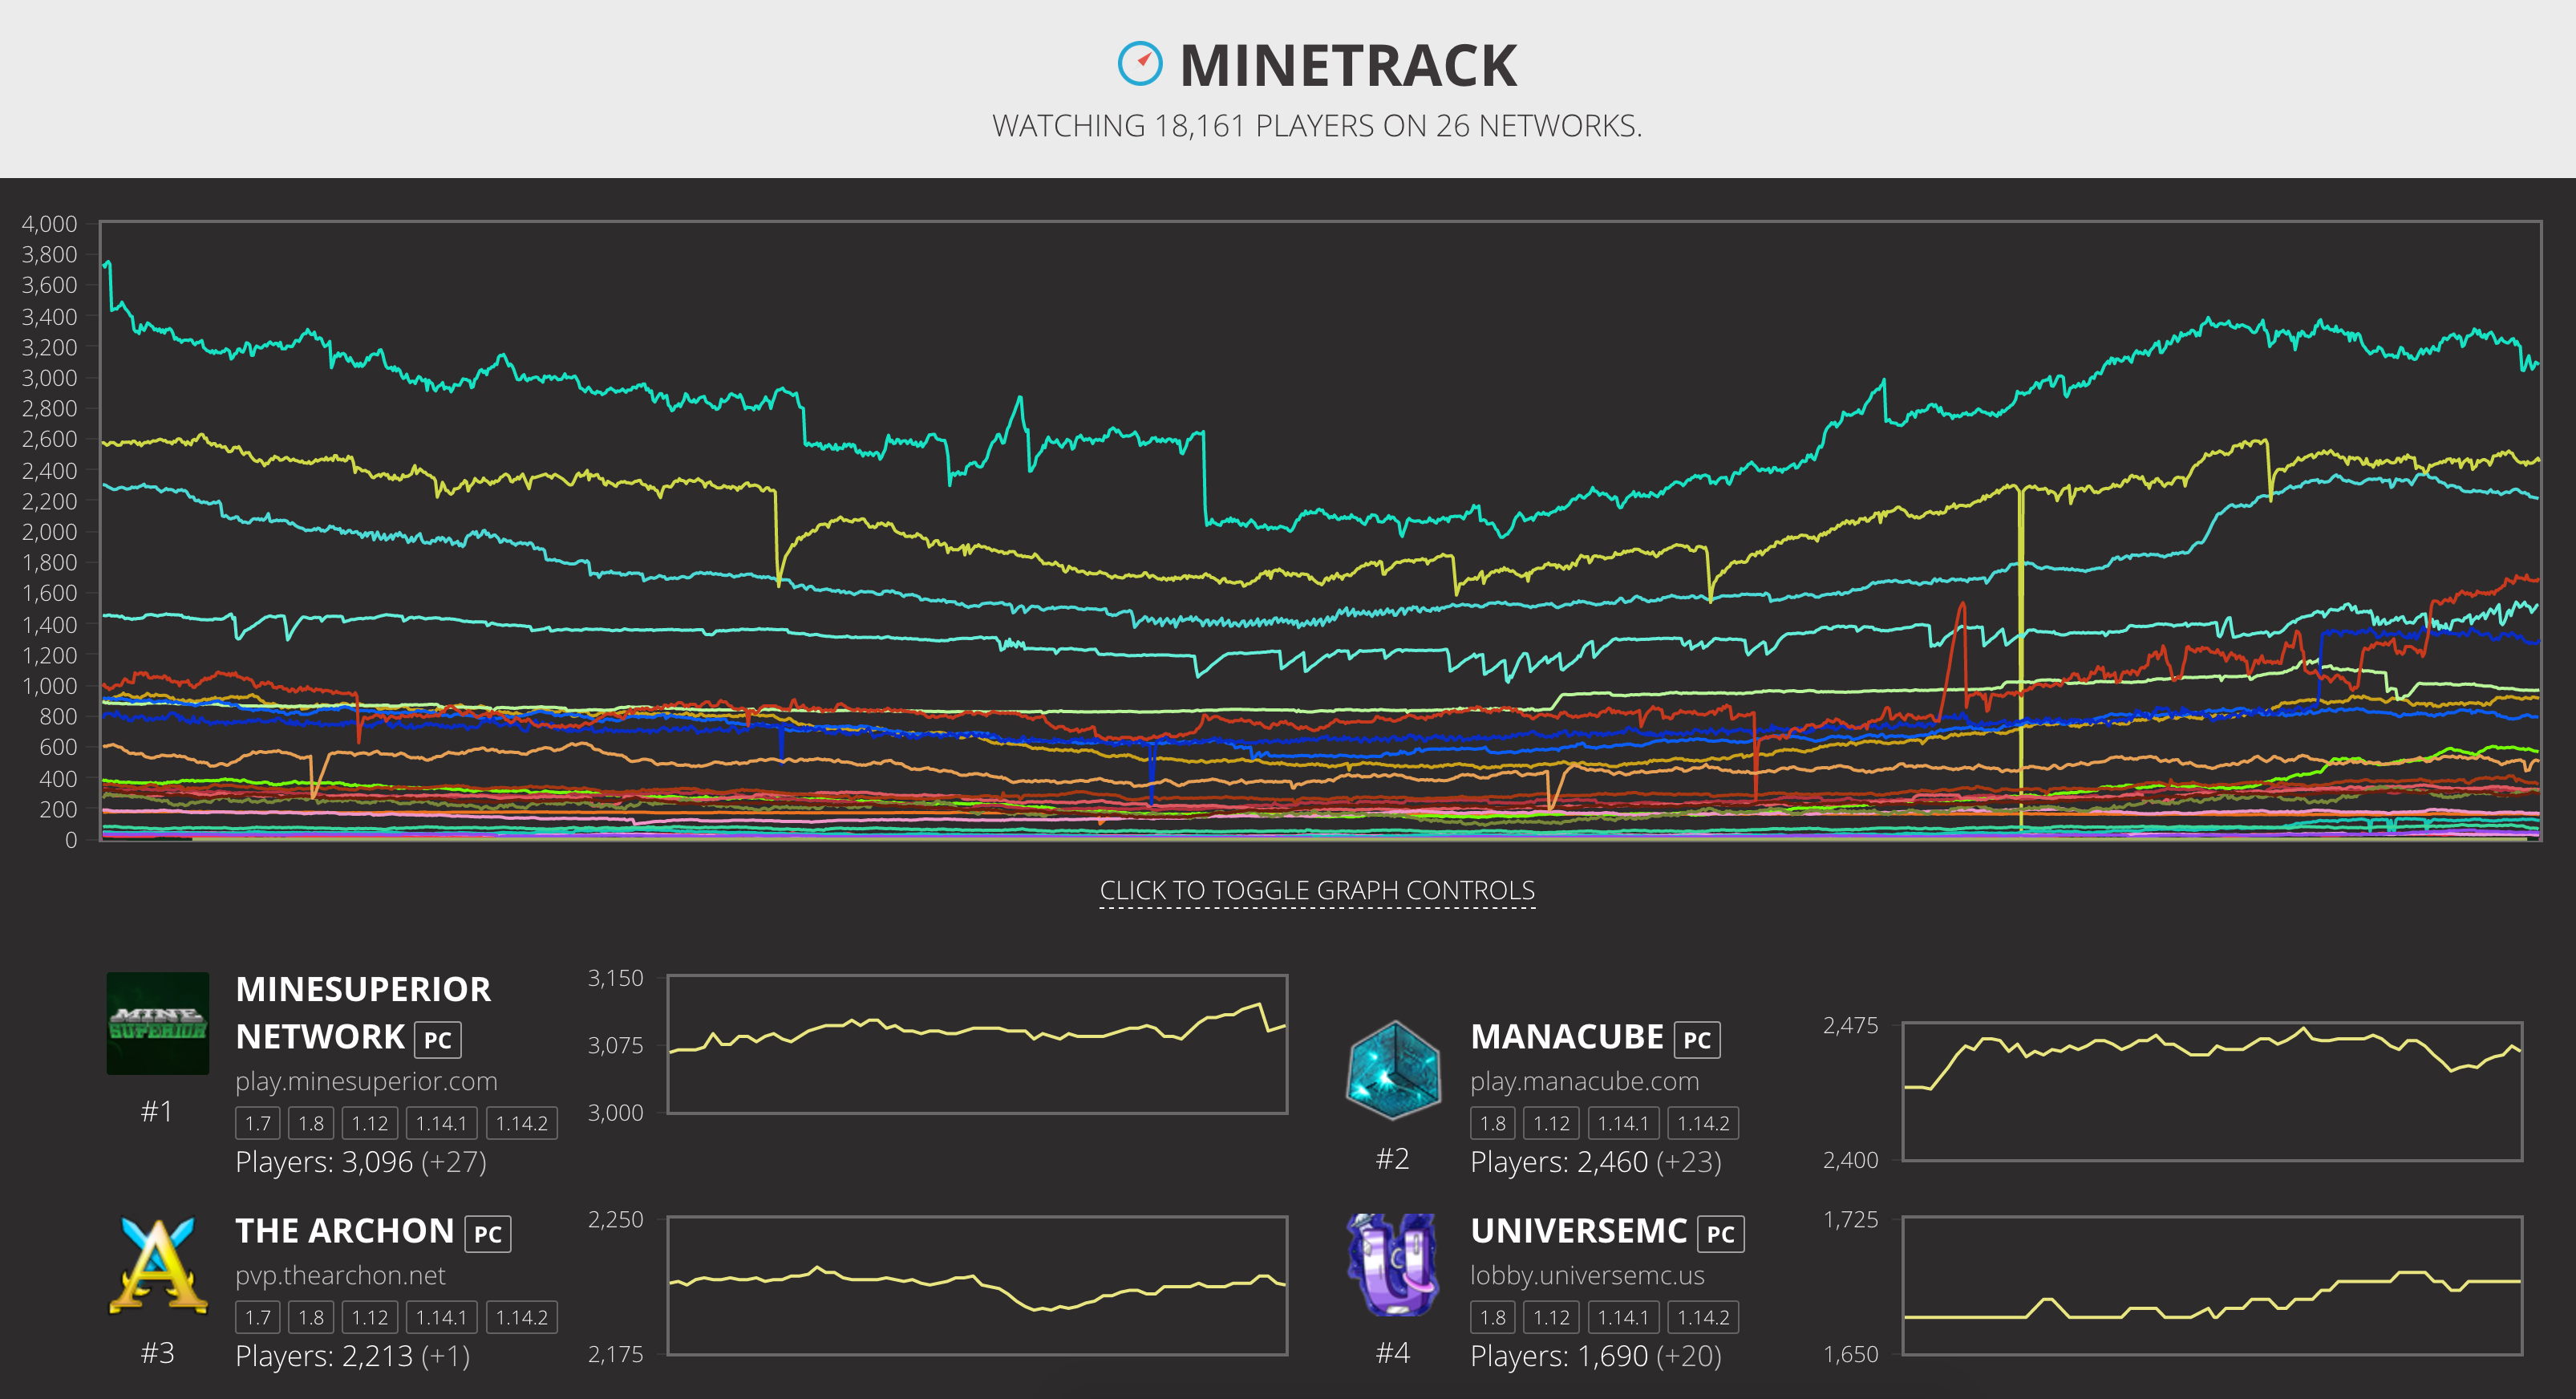 MINETRACK
WATCHING 18,161 PLAYERS ON 26 NETWORKS.
4,000
3,800
3,600
3,400
3,200
3,000
2,800
2,600
2,400
2,200
2,000
1,800
1,600
1,400
1,200
1,000
800
600
400
200
0
CLICK TO TOGGLE GRAPH CONTROLS
MINE
SUPERIOR
#1
MINESUPERIOR
NETWORK PC
play.minesuperior.com
1.7 1.8 1.12 1.14.1 1.14.2
Players: 3,096 (+27)
3,150
3,075
3,000
#2
MANACUBE PC
play.manacube.com
1.8 1.12 1.14.1 1.14.2
Players: 2,460 (+23)
2,475
2,400
A
#3
THE ARCHON PC
pvp.thearchon.net
1.7 1.8 1.12 1.14.1 1.14.2
Players: 2,213 (+1)
2,250
2,175
U
#4
UNIVERSEMC PC
lobby.universemc.us
1.8 1.12 1.14.1 1.14.2
Players: 1,690 (+20)
1,725
1,650